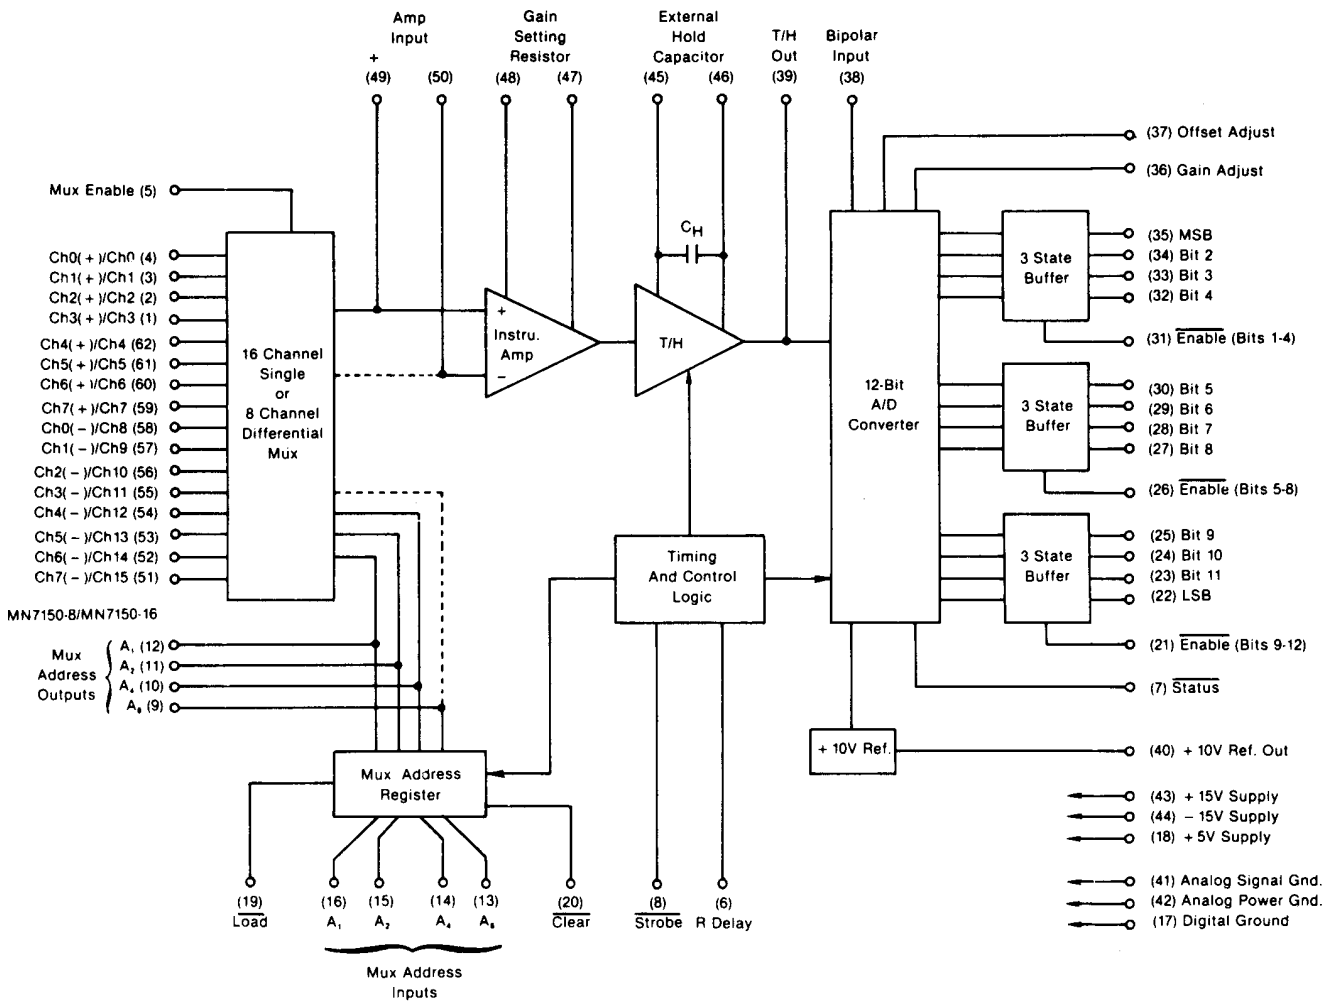 Amp
Input
+
(49)
(50)
Gain
Setting
Resistor
(48)
(47)
External
Hold
Capacitor
(45)
(46)
T/H
Out
(39)
Bipolar
Input
(38)
(37) Offset Adjust
(36) Gain Adjust
Mux Enable (5)
Ch0(+)/Ch0 (4)
Ch1(+)/Ch1 (3)
Ch2(+)/Ch2 (2)
Ch3(+)/Ch3 (1)
Ch4(+)/Ch4 (62)
Ch5(+)/Ch5 (61)
Ch6(+)/Ch6 (60)
Ch7(+)/Ch7 (59)
Ch0(-)/Ch8 (58)
Ch1(-)/Ch9 (57)
Ch2(-)/Ch10 (56)
Ch3(-)/Ch11 (55)
Ch4(-)/Ch12 (54)
Ch5(-)/Ch13 (53)
Ch6(-)/Ch14 (52)
Ch7(-)/Ch15 (51)
MN7150-8/MN7150-16
16 Channel
Single
or
8 Channel
Differential
Mux
+
Instru.
Amp
−
C_H
T/H
12-Bit
A/D
Converter
3 State
Buffer
(35) MSB
(34) Bit 2
(33) Bit 3
(32) Bit 4
(31) Enable (Bits 1-4)
3 State
Buffer
(30) Bit 5
(29) Bit 6
(28) Bit 7
(27) Bit 8
(26) Enable (Bits 5-8)
3 State
Buffer
(25) Bit 9
(24) Bit 10
(23) Bit 11
(22) LSB
(21) Enable (Bits 9-12)
(7) Status
Timing
And Control
Logic
Mux
Address
Outputs
A₁ (12)
A₂ (11)
A₄ (10)
A₈ (9)
Mux Address
Register
+ 10V Ref.
(40) + 10V Ref. Out
(43) + 15V Supply
(44) − 15V Supply
(18) + 5V Supply
(41) Analog Signal Gnd.
(42) Analog Power Gnd.
(17) Digital Ground
(19)
Load
(16)
A₁
(15)
A₂
(14)
A₄
(13)
A₈
(20)
Clear
(8)
Strobe
(6)
R Delay
Mux Address
Inputs